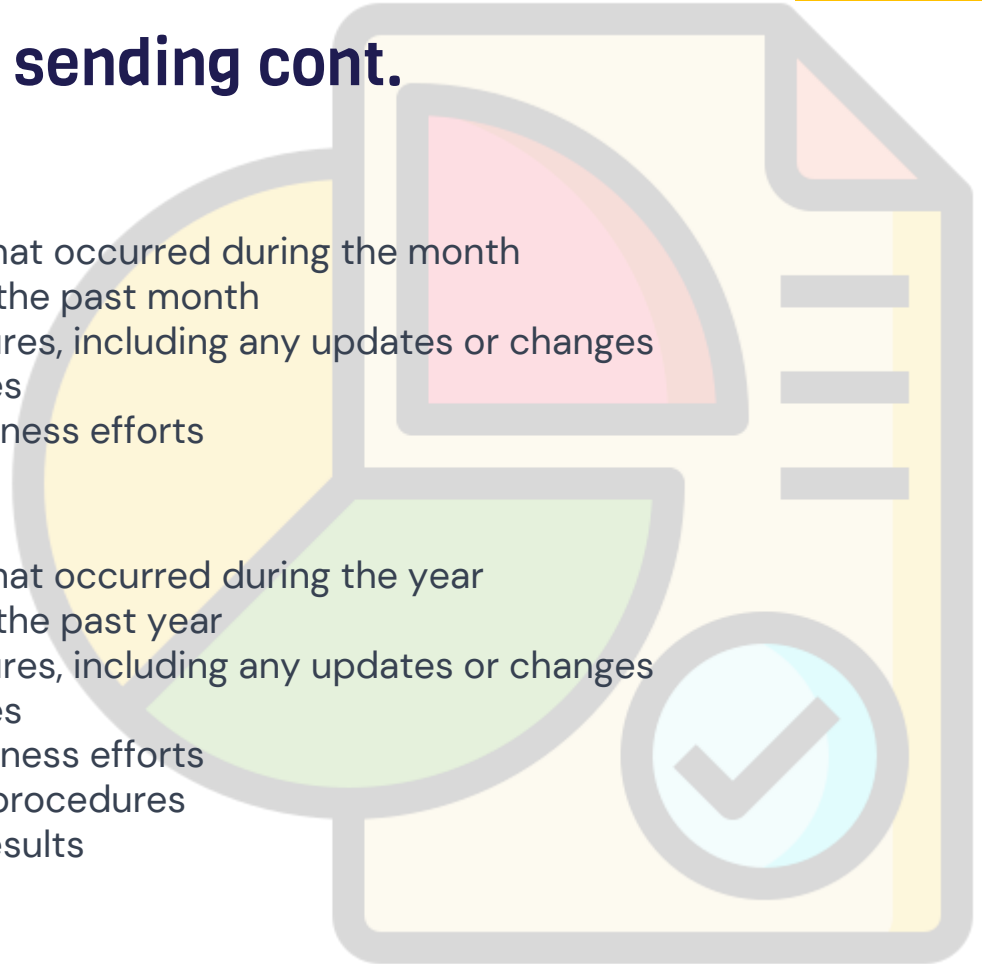 sending cont.
hat occurred during the month
the past month
ures, including any updates or changes
es
ness efforts
hat occurred during the year
the past year
ures, including any updates or changes
es
ness efforts
procedures
esults